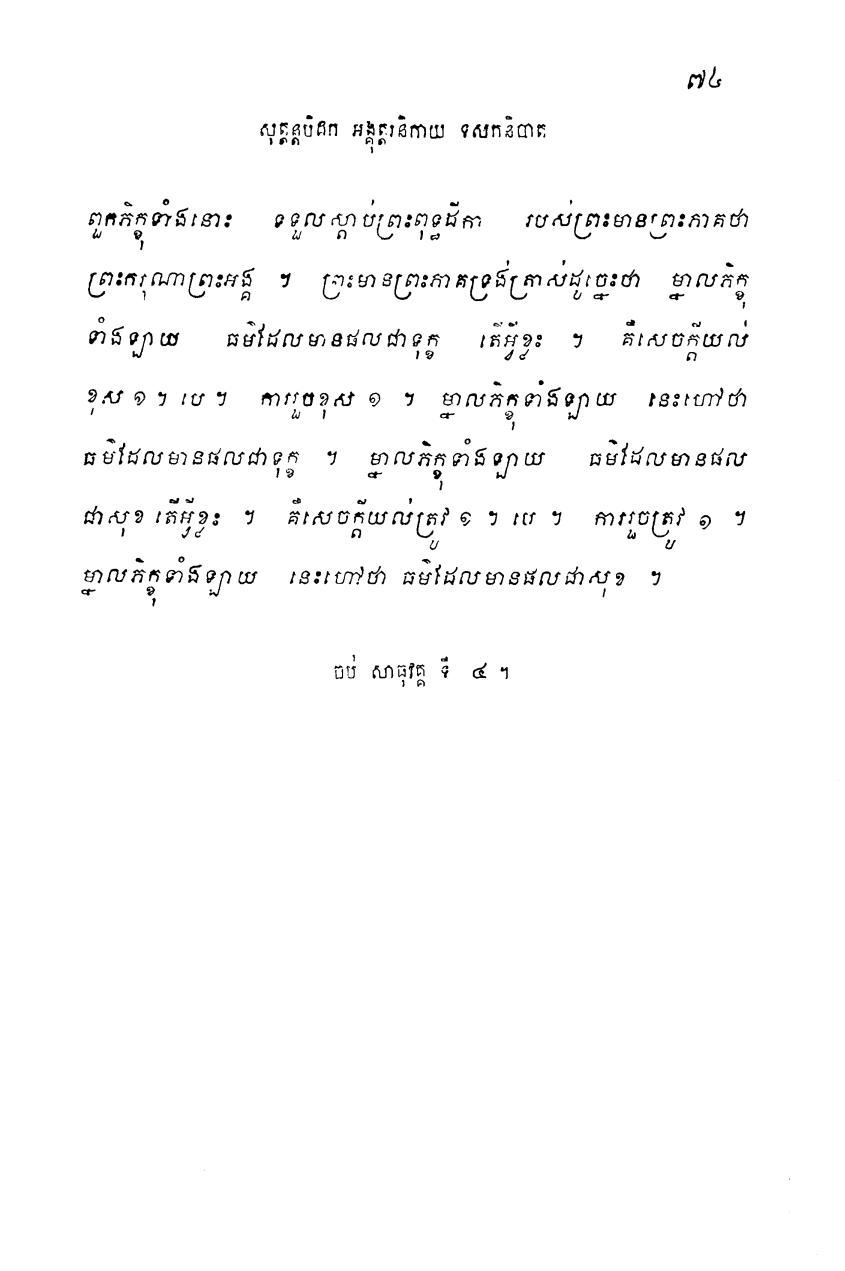 ៧៤
សុត្តន្តបិដក អង្គុត្តរនិកាយ ទសកនិបាត
ពួកភិក្ខុទាំងនោះ ទទួលស្តាប់ព្រះពុទ្ធដីកា របស់ព្រះមានព្រះភាគថា
ព្រះករុណាព្រះអង្គ ។ ព្រះមានព្រះភាគទ្រង់ត្រាស់ដូច្នេះថា ម្នាលភិក្ខុ
ទាំងឡាយ ធម៌ដែលមានផលជាទុក្ខ តើអ្វីខ្លះ ។ គឺសេចក្តីយល់
ខុស ១ ។ បេ ។ ការរួចខុស ១ ។ ម្នាលភិក្ខុទាំងឡាយ នេះហៅថា
ធម៌ដែលមានផលជាទុក្ខ ។ ម្នាលភិក្ខុទាំងឡាយ ធម៌ដែលមានផល
ជាសុខ តើអ្វីខ្លះ ។ គឺសេចក្តីយល់ត្រូវ ១ ។ បេ ។ ការរួចត្រូវ ១ ។
ម្នាលភិក្ខុទាំងឡាយ នេះហៅថា ធម៌ដែលមានផលជាសុខ ។
ចប់ សាធុវគ្គ ទី ៤ ។